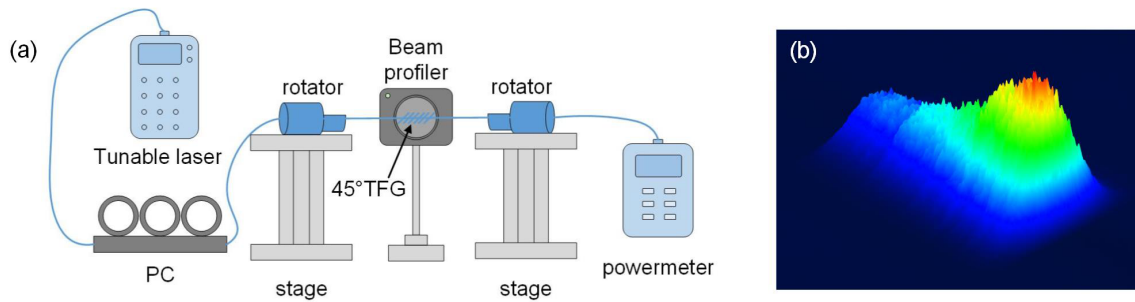 (a)
Tunable laser
PC
rotator
stage
Beam
profiler
45°TFG
rotator
stage
powermeter
(b)